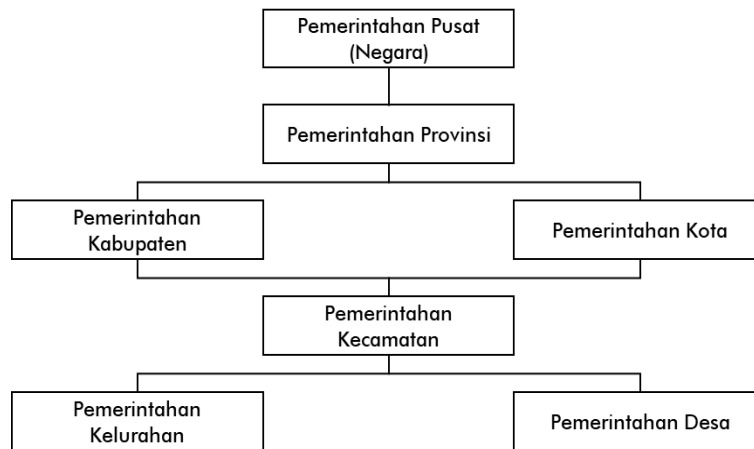 Pemerintahan Pusat
(Negara)
Pemerintahan Provinsi
Pemerintahan
Kabupaten
Pemerintahan Kota
Pemerintahan
Kecamatan
Pemerintahan
Kelurahan
Pemerintahan Desa